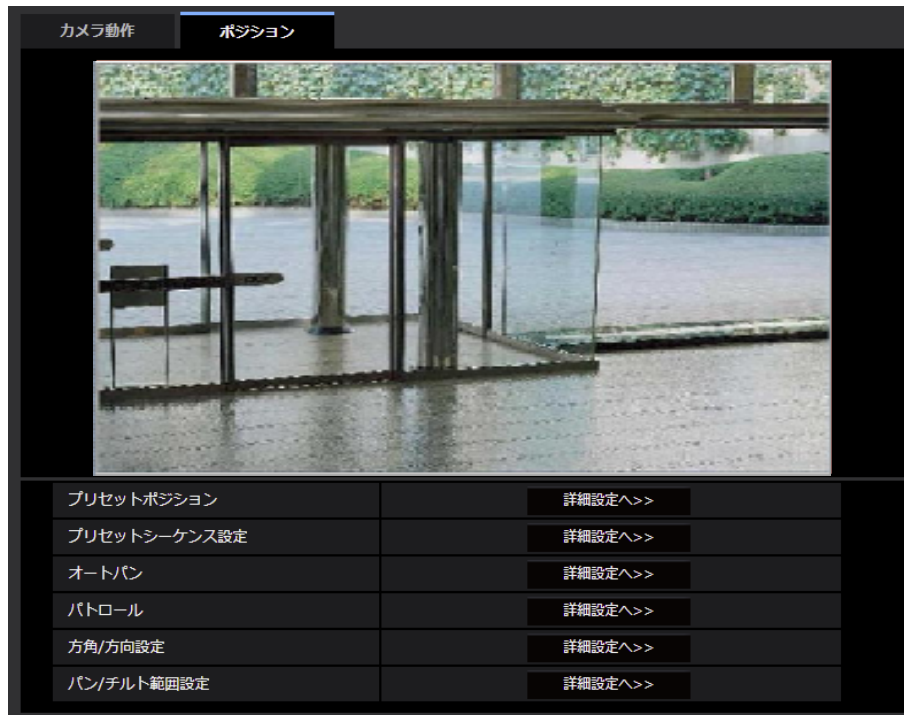 カメラ動作 ポジション
プリセットポジション 詳細設定へ>>
プリセットシーケンス設定 詳細設定へ>>
オートパン 詳細設定へ>>
パトロール 詳細設定へ>>
方角/方向設定 詳細設定へ>>
パン/チルト範囲設定 詳細設定へ>>